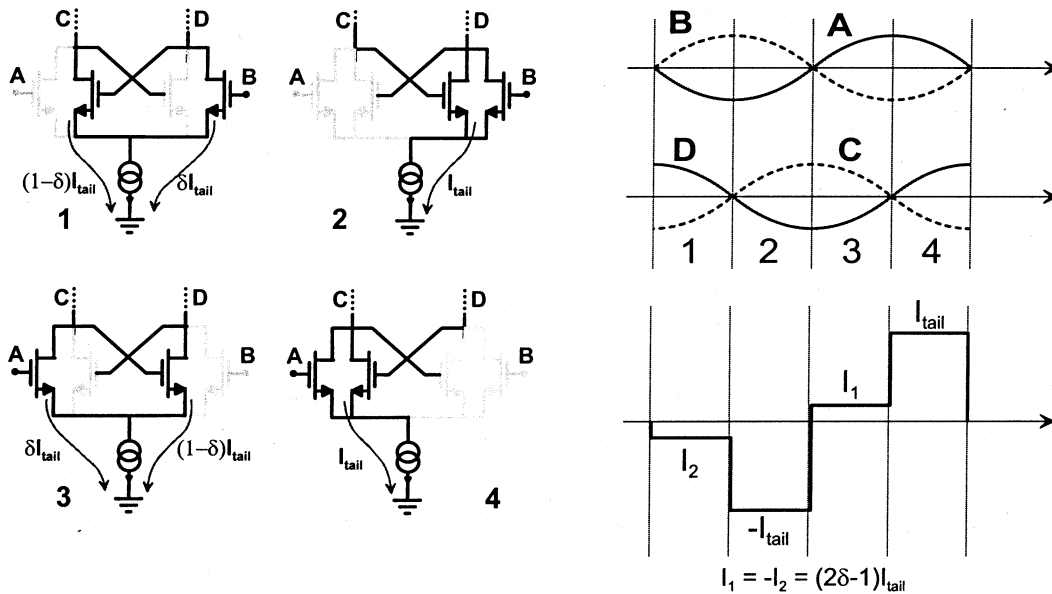 C D
A B
(1−δ)I_tail δI_tail
1
C D
I_tail
2
B A
D C
1 2 3 4
C D
A B
δI_tail (1−δ)I_tail
3
C D
A B
I_tail
4
I_tail
I_1
I_2
-I_tail
I_1 = -I_2 = (2δ-1)I_tail